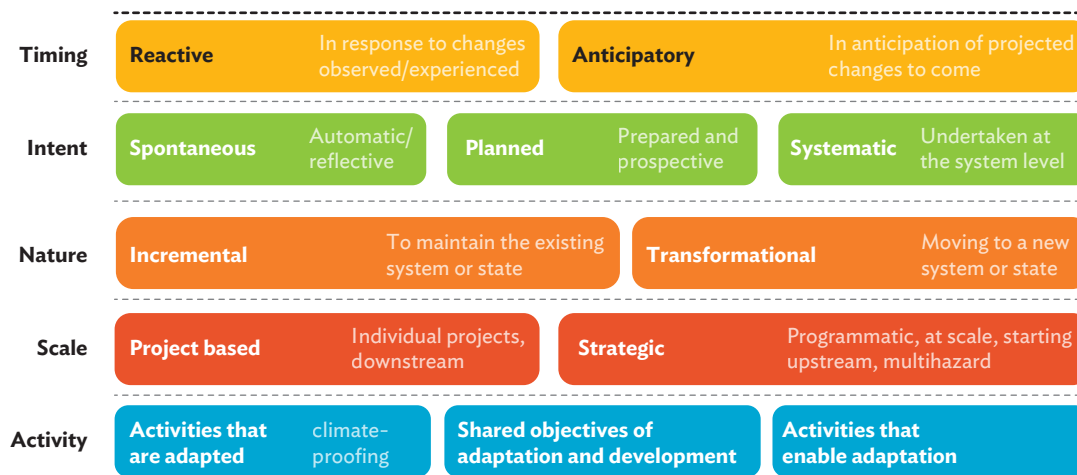 Timing
Reactive
In response to changes
observed/experienced
Anticipatory
In anticipation of projected
changes to come
Intent
Spontaneous
Automatic/
reflective
Planned
Prepared and
prospective
Systematic
Undertaken at
the system level
Nature
Incremental
To maintain the existing
system or state
Transformational
Moving to a new
system or state
Scale
Project based
Individual projects,
downstream
Strategic
Programmatic, at scale, starting
upstream, multihazard
Activity
Activities that
are adapted
climate-
proofing
Shared objectives of
adaptation and development
Activities that
enable adaptation